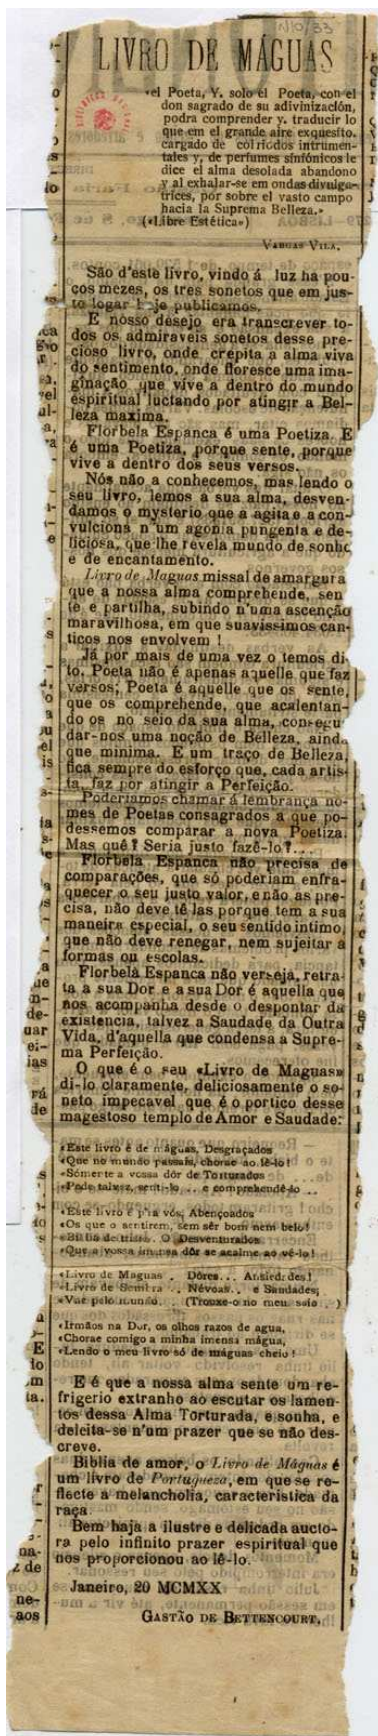 1/10/33
LIVRO DE MÁGUAS
«el Poeta, Y. solo el Poeta, con el
don sagrado de su adivinización,
podra comprender y. traducir lo
que em el grande aire exquesito.
cargado de colriodos intrumen-
tales y, de perfumes sinfónicos le
dice el alma desolada abandono
y al exhalar-se em ondas divulga-
trices, por sobre el vasto campo
hacia la Suprema Belleza.»
(«Libre Estética»)
VARGAS VILA.
São d'este livro, vindo á luz ha pou-
cos mezes, os tres sonetos que em jus-
to logar hoje publicamos.
E nosso desejo era transcrever to-
dos os admiraveis sonetos desse pre-
cioso livro, onde crepita a alma viva
do sentimento, onde floresce uma ima-
ginação que vive a dentro do mundo
espiritual luctando por atingir a Bel-
leza maxima.
Florbela Espanca é uma Poetiza. E
é uma Poetiza, porque sente, porque
vive a dentro dos seus versos.
Nós não a conhecemos, mas lendo o
seu livro, lemos a sua alma, desven-
damos o mysterio que a agita e a con-
vulciona n'um agonia pungenta e de-
liciosa, que lhe revela mundo de sonho
e de encantamento.
Livro de Maguas missal de amargura
que a nossa alma comprehende, sen
te e partilha, subindo n'uma ascenção
maravilhosa, em que suavissimos can-
ticos nos envolvem !
Já por mais de uma vez o temos di-
to. Poeta não é apenas aquelle que faz
versos; Poeta é aquelle que os sente,
que os comprehende, que acalentan-
do os no seio da sua alma, consegu
dar-nos uma noção de Belleza, ainda
que minima. E um traço de Belleza,
fica sempre do esforço que, cada artis-
ta, faz por atingir a Perfeição.
Poderiamos chamar á lembrança no-
mes de Poetas consagrados a que po-
dessemos comparar a nova Poetiza.
Mas quê? Seria justo fazê-lo?....
Florbela Espanca não precisa de
comparações, que só poderiam enfra-
quecer o seu justo valor, e não as pre-
cisa, não deve tê las porque tem a sua
maneira especial, o seu sentido intimo,
que não deve renegar, nem sujeitar a
formas ou escolas.
Florbela Espanca não verseja, retra-
ta a sua Dor e a sua Dor é aquella que
nos acompanha desde o despontar da
existencia, talvez a Saudade da Outra
Vida, d'aquella que condensa a Supre-
ma Perfeição.
O que é o seu «Livro de Maguas»
di-lo claramente, deliciosamente o so-
neto impecavel que é o portico desse
magestoso templo de Amor e Saudade:
«Este livro é de máguas, Desgraçados
«Que no mundo passais, chorae ao lê-lo!
«Sómente a vossa dôr de Torturados
«Pode talvez, senti-lo... e comprehendê-lo...
«Este livro é p'ra vós, Abençoados
«Os que o sentirem, sem sêr bom nem belo!
«Biblia de tristes.. O Desventurados
«Que a vossa imensa dôr se acalme ao vê-lo!
«Livro de Maguas.. Dôres... Ansiedades!
«Livro de Sombra.. Névoas.. e Saudades;
«Vae pelo mundo.. (Trouxe-o no meu seio..)
«Irmãos na Dor, os olhos razos de agua,
«Chorae comigo a minha imensa mágua,
«Lendo o meu livro só de máguas cheio!
E é que a nossa alma sente um re-
frigerio extranho ao escutar os lamen-
tos dessa Alma Torturada, e sonha, e
deleita-se n'um prazer que se não des-
creve.
Biblia de amor, o Livro de Máguas é
um livro de Portugueza, em que se re-
flecte a melancholia, caracteristica da
raça.
Bem haja a ilustre e delicada aucto-
ra pelo infinito prazer espiritual que
nos proporcionou ao lê-lo.
Janeiro, 20 MCMXX
GASTÃO DE BETTENCOURT.